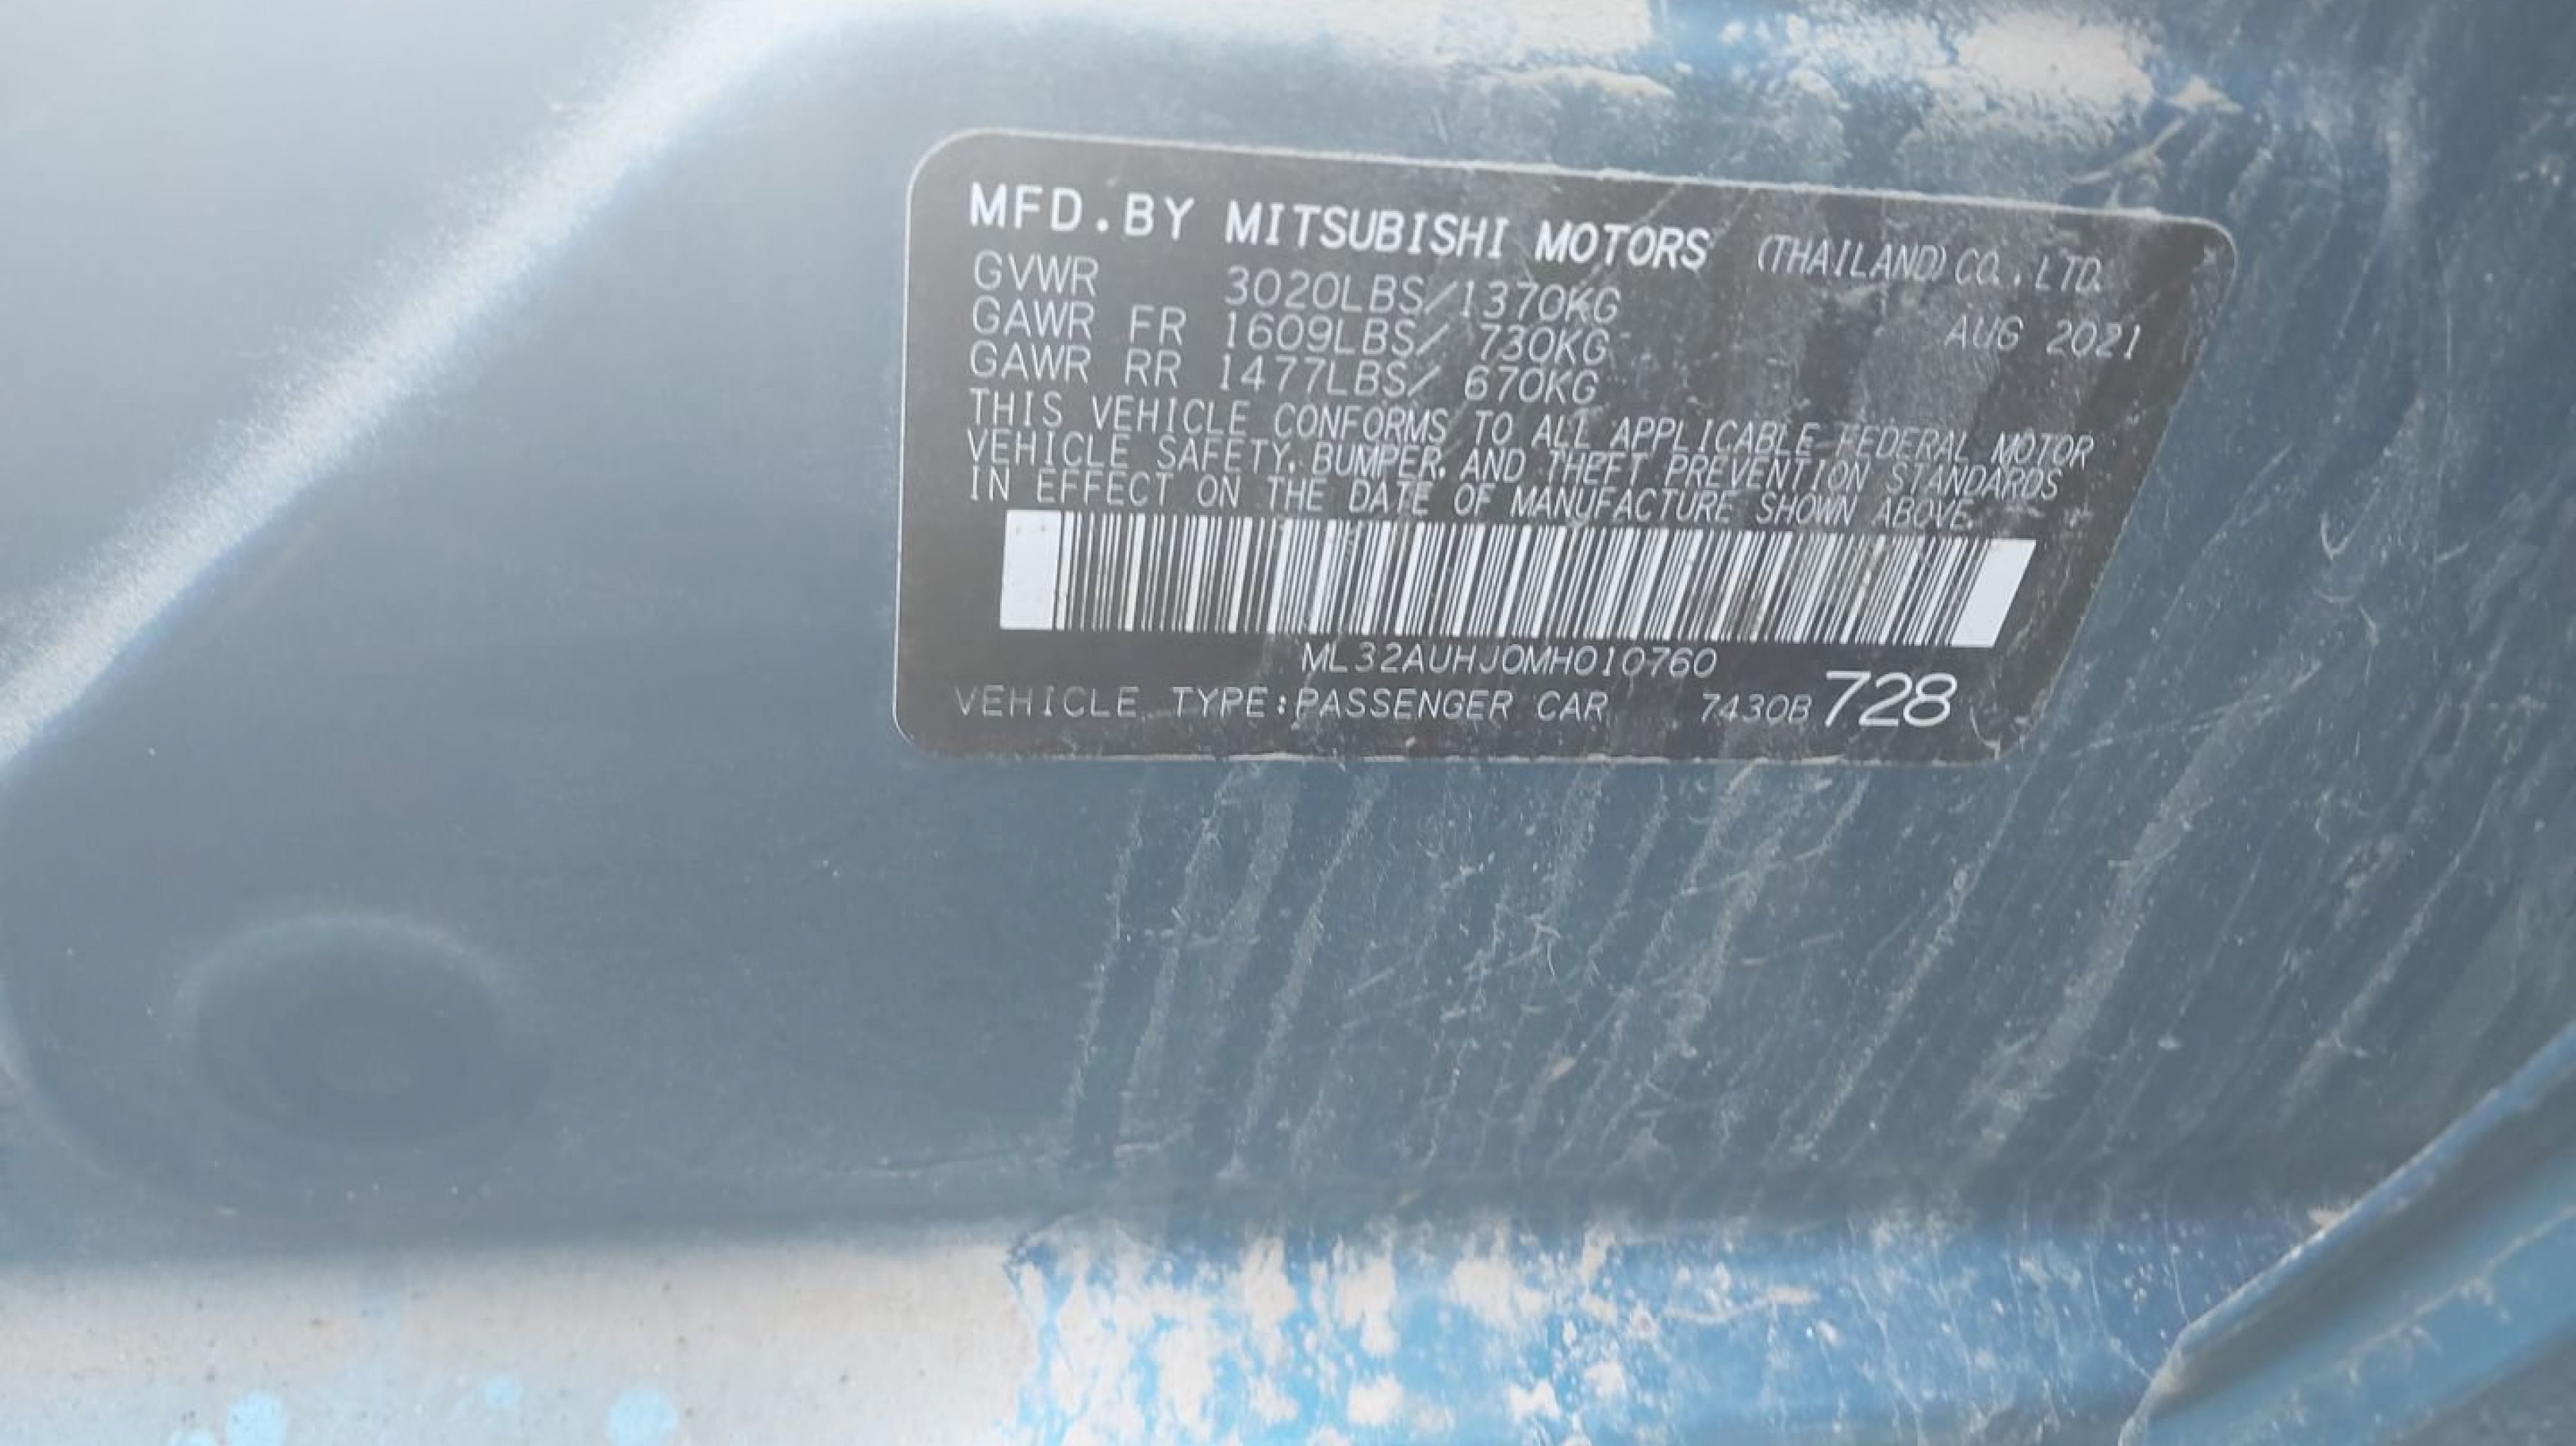 MFD.BY MITSUBISHI MOTORS (THAILAND) CO.,LTD.
GVWR 3020LBS/1370KG AUG 2021
GAWR FR 1609LBS/ 730KG
GAWR RR 1477LBS/ 670KG
THIS VEHICLE CONFORMS TO ALL APPLICABLE FEDERAL MOTOR
VEHICLE SAFETY, BUMPER, AND THEFT PREVENTION STANDARDS
IN EFFECT ON THE DATE OF MANUFACTURE SHOWN ABOVE.
ML32AUHJ0MH010760
VEHICLE TYPE:PASSENGER CAR 7430B 728